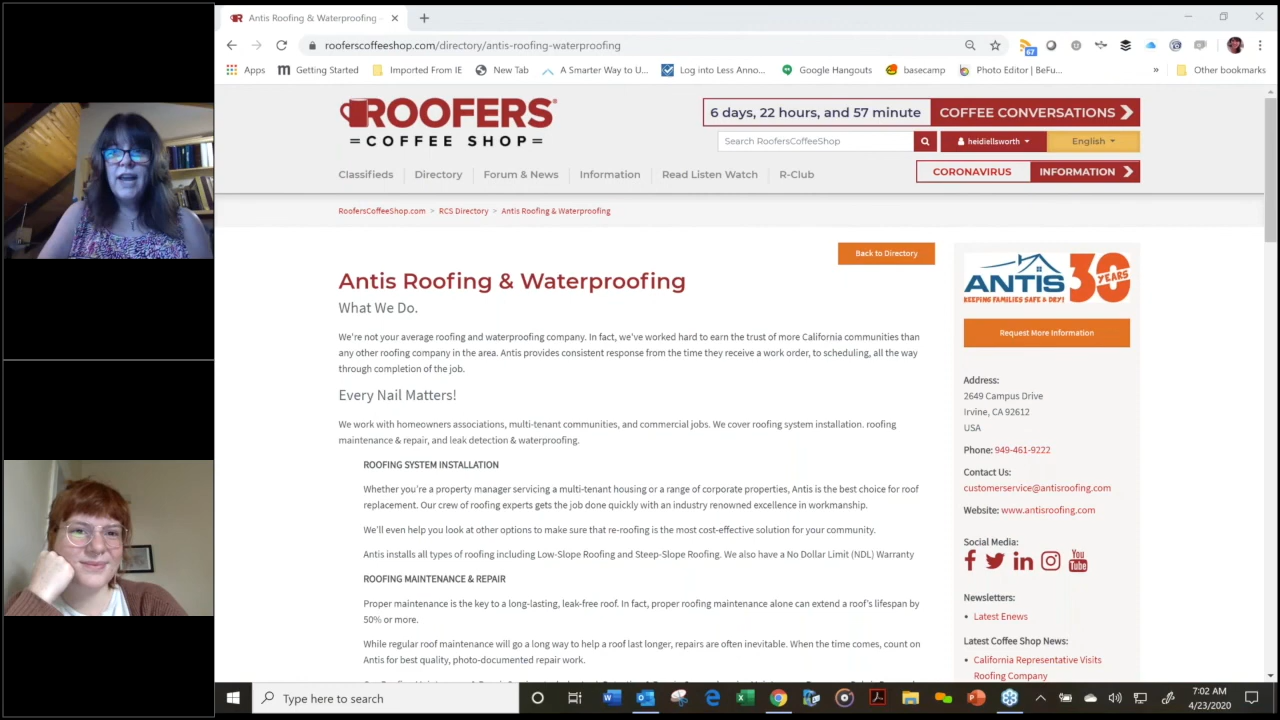 Antis Roofing & Waterproofing -
rooferscoffeeshop.com/directory/antis-roofing-waterproofing
67
Apps
Getting Started
Imported From IE
New Tab
A Smarter Way to U...
Log into Less Anno...
Google Hangouts
basecamp
Photo Editor | BeFu...
»
Other bookmarks
ROOFERS®
COFFEE SHOP
6 days, 22 hours, and 57 minute
COFFEE CONVERSATIONS
Search RoofersCoffeeShop
heidiellsworth
English
Classifieds
Directory
Forum & News
Information
Read Listen Watch
R-Club
CORONAVIRUS
INFORMATION
RoofersCoffeeShop.com > RCS Directory > Antis Roofing & Waterproofing
Back to Directory
Antis Roofing & Waterproofing
What We Do.
We're not your average roofing and waterproofing company. In fact, we've worked hard to earn the trust of more California communities than
any other roofing company in the area. Antis provides consistent response from the time they receive a work order, to scheduling, all the way
through completion of the job.
Every Nail Matters!
We work with homeowners associations, multi-tenant communities, and commercial jobs. We cover roofing system installation. roofing
maintenance & repair, and leak detection & waterproofing.
ROOFING SYSTEM INSTALLATION
Whether you're a property manager servicing a multi-tenant housing or a range of corporate properties, Antis is the best choice for roof
replacement. Our crew of roofing experts gets the job done quickly with an industry renowned excellence in workmanship.
We'll even help you look at other options to make sure that re-roofing is the most cost-effective solution for your community.
Antis installs all types of roofing including Low-Slope Roofing and Steep-Slope Roofing. We also have a No Dollar Limit (NDL) Warranty
ROOFING MAINTENANCE & REPAIR
Proper maintenance is the key to a long-lasting, leak-free roof. In fact, proper roofing maintenance alone can extend a roof's lifespan by
50% or more.
While regular roof maintenance will go a long way to help a roof last longer, repairs are often inevitable. When the time comes, count on
Antis for best quality, photo-documented repair work.
ANTIS 30 YEARS
KEEPING FAMILIES SAFE & DRY!
Request More Information
Address:
2649 Campus Drive
Irvine, CA 92612
USA
Phone: 949-461-9222
Contact Us:
customerservice@antisroofing.com
Website: www.antisroofing.com
Social Media:
You
Tube
Newsletters:
• Latest Enews
Latest Coffee Shop News:
• California Representative Visits
Roofing Company
Type here to search
7:02 AM
4/23/2020